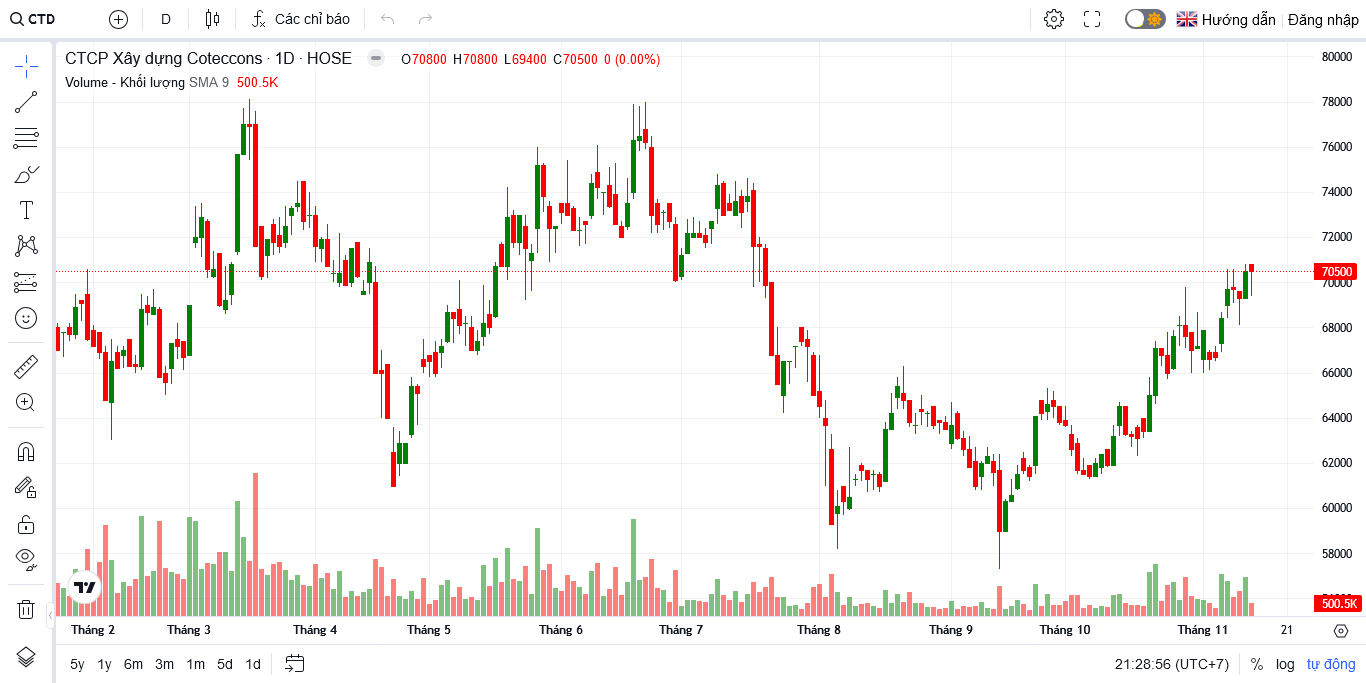 CTD D Các chỉ báo Hướng dẫn Đăng nhập
CTCP Xây dựng Coteccons · 1D · HOSE O70800 H70800 L69400 C70500 0 (0.00%)
Volume - Khối lượng SMA 9 500.5K
80000
78000
76000
74000
72000
70500
70000
68000
66000
64000
62000
60000
58000
500.5K
Tháng 2 Tháng 3 Tháng 4 Tháng 5 Tháng 6 Tháng 7 Tháng 8 Tháng 9 Tháng 10 Tháng 11 21
5y 1y 6m 3m 1m 5d 1d 21:28:56 (UTC+7) % log tự động